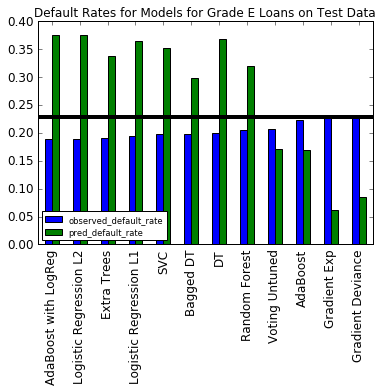 Default Rates for Models for Grade E Loans on Test Data
0.40
0.35
0.30
0.25
0.20
0.15
0.10
0.05
0.00
observed_default_rate
pred_default_rate
AdaBoost with LogReg
Logistic Regression L2
Extra Trees
Logistic Regression L1
SVC
Bagged DT
DT
Random Forest
Voting Untuned
AdaBoost
Gradient Exp
Gradient Deviance